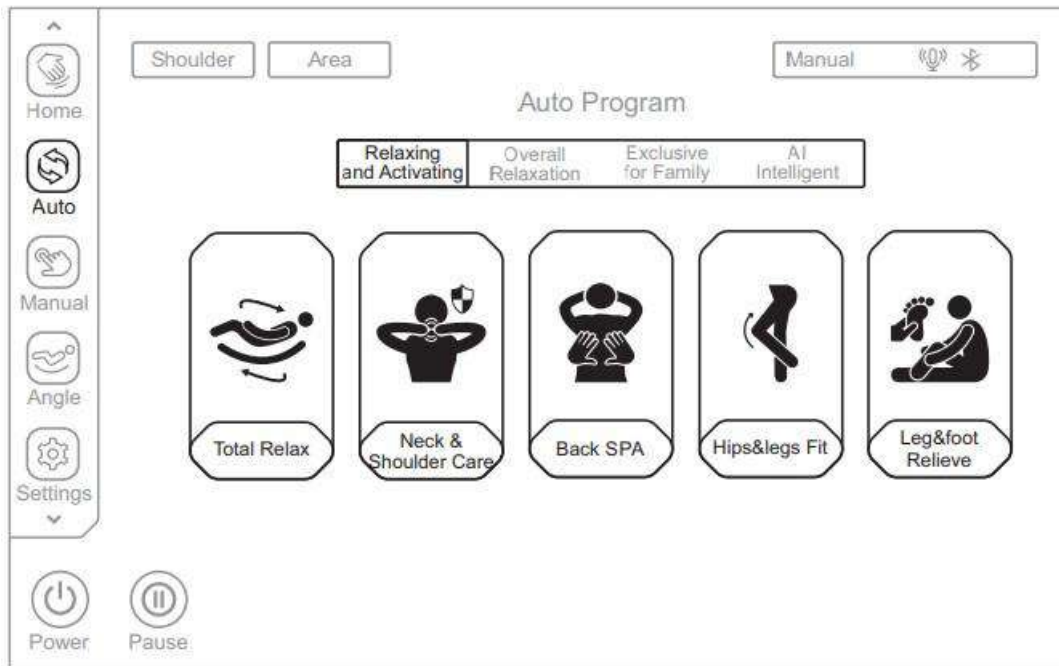 Home
Auto
Manual
Angle
Settings
Power
Pause
Shoulder
Area
Manual
Auto Program
Relaxing
and Activating
Overall
Relaxation
Exclusive
for Family
AI
Intelligent
Total Relax
Neck &
Shoulder Care
Back SPA
Hips&legs Fit
Leg&foot
Relieve